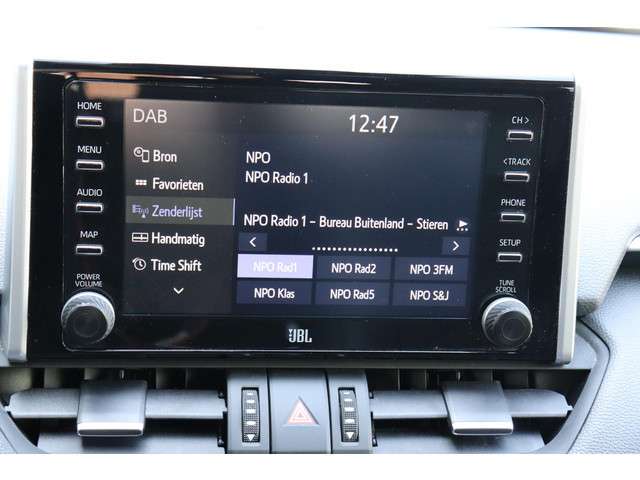 HOME
MENU
AUDIO
MAP
POWER
VOLUME
DAB
12:47
Bron
Favorieten
Zenderlijst
Handmatig
Time Shift
NPO
NPO Radio 1
NPO Radio 1 – Bureau Buitenland – Stieren
NPO Rad1 NPO Rad2 NPO 3FM
NPO Klas NPO Rad5 NPO S&J
CH >
< TRACK
PHONE
SETUP
TUNE
SCROLL
JBL